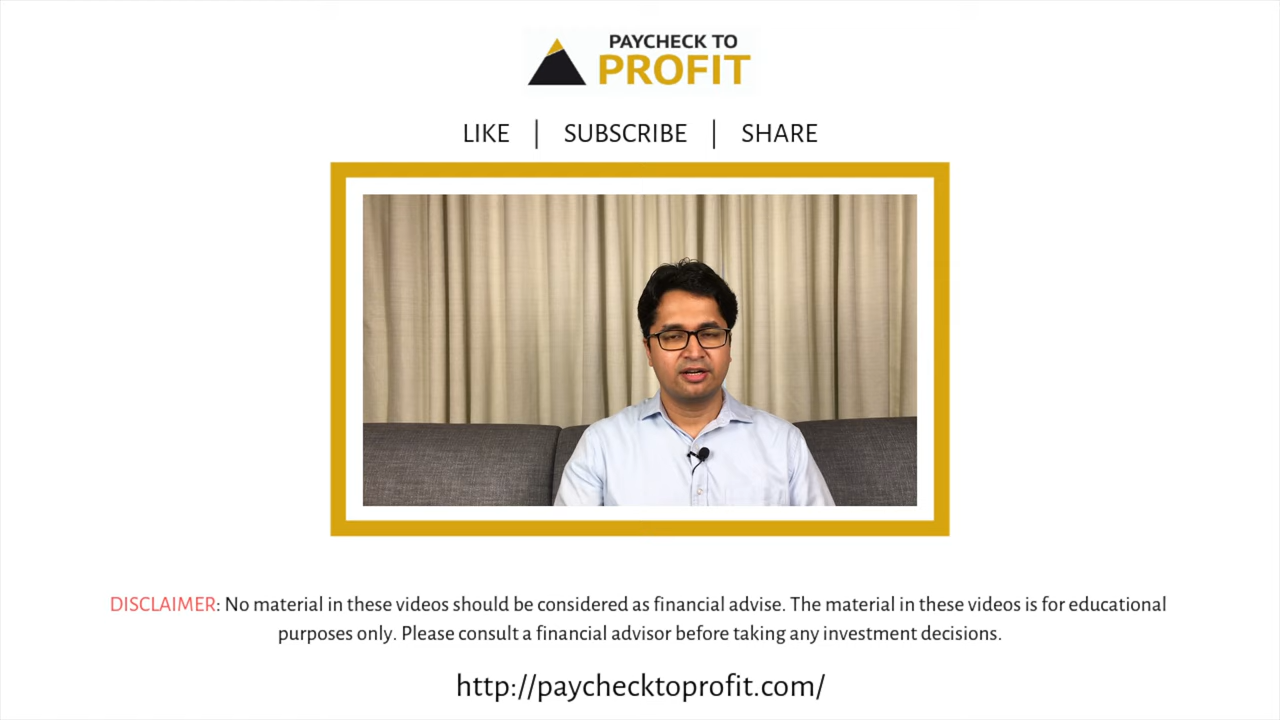 PAYCHECK TO
PROFIT
LIKE | SUBSCRIBE | SHARE
DISCLAIMER: No material in these videos should be considered as financial advise. The material in these videos is for educational
purposes only. Please consult a financial advisor before taking any investment decisions.
http://paychecktoprofit.com/